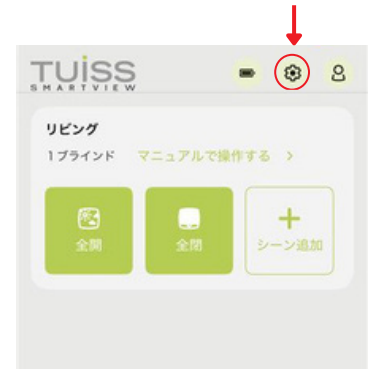 TUiSS
SMARTVIEW
リビング
1ブラインド マニュアルで操作する >
全開 全閉 シーン追加